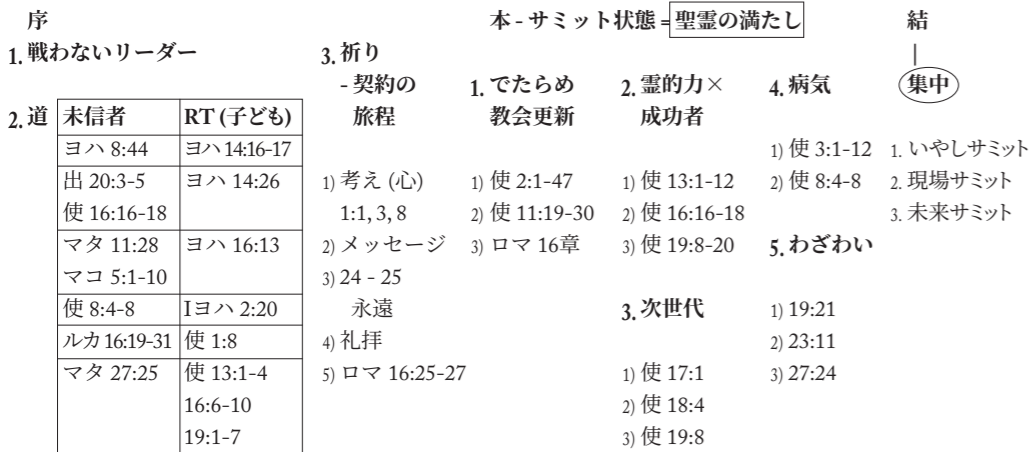 序
1. 戦わないリーダー
2. 道
未信者 RT (子ども)
ヨハ 8:44 ヨハ 14:16-17
出 20:3-5 ヨハ 14:26
使 16:16-18
マタ 11:28 ヨハ 16:13
マコ 5:1-10
使 8:4-8 Iヨハ 2:20
ルカ 16:19-31 使 1:8
マタ 27:25 使 13:1-4
16:6-10
19:1-7
3. 祈り
- 契約の
旅程
1) 考え (心)
1:1, 3, 8
2) メッセージ
3) 24 - 25
永遠
4) 礼拝
5) ロマ 16:25-27
本 - サミット状態 = 聖霊の満たし
1. でたらめ
教会更新
1) 使 2:1-47
2) 使 11:19-30
3) ロマ 16章
2. 霊的力×
成功者
1) 使 13:1-12
2) 使 16:16-18
3) 使 19:8-20
3. 次世代
1) 使 17:1
2) 使 18:4
3) 使 19:8
4. 病気
1) 使 3:1-12
2) 使 8:4-8
5. わざわい
1) 19:21
2) 23:11
3) 27:24
結
集中
1. いやしサミット
2. 現場サミット
3. 未来サミット